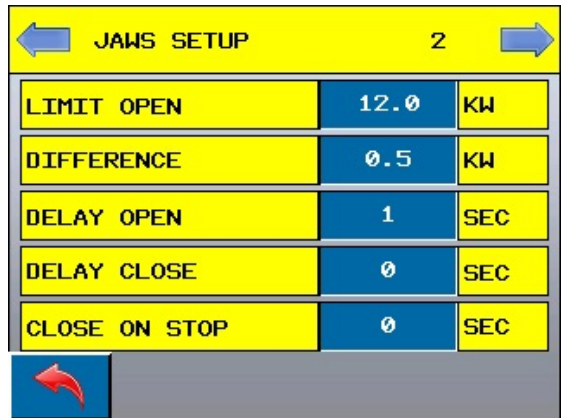 JAWS SETUP 2
LIMIT OPEN 12.0 KW
DIFFERENCE 0.5 KW
DELAY OPEN 1 SEC
DELAY CLOSE 0 SEC
CLOSE ON STOP 0 SEC